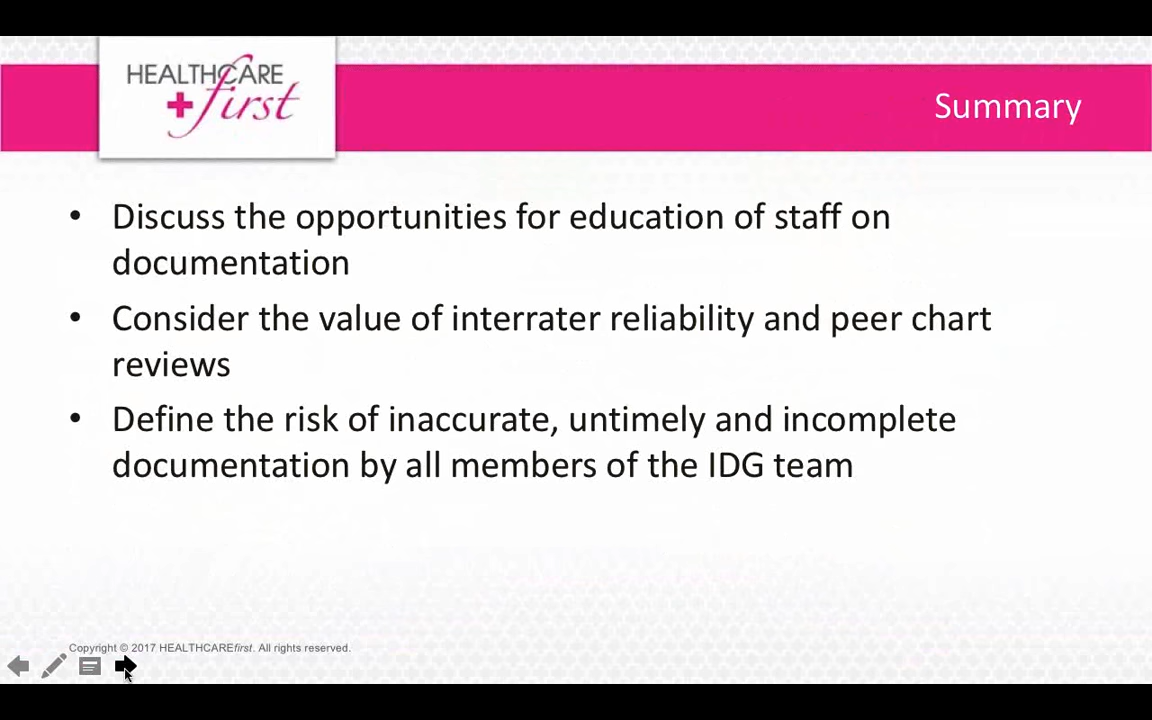 HEALTHCARE
first
Summary
• Discuss the opportunities for education of staff on
documentation
• Consider the value of interrater reliability and peer chart
reviews
• Define the risk of inaccurate, untimely and incomplete
documentation by all members of the IDG team
Copyright © 2017 HEALTHCAREfirst. All rights reserved.